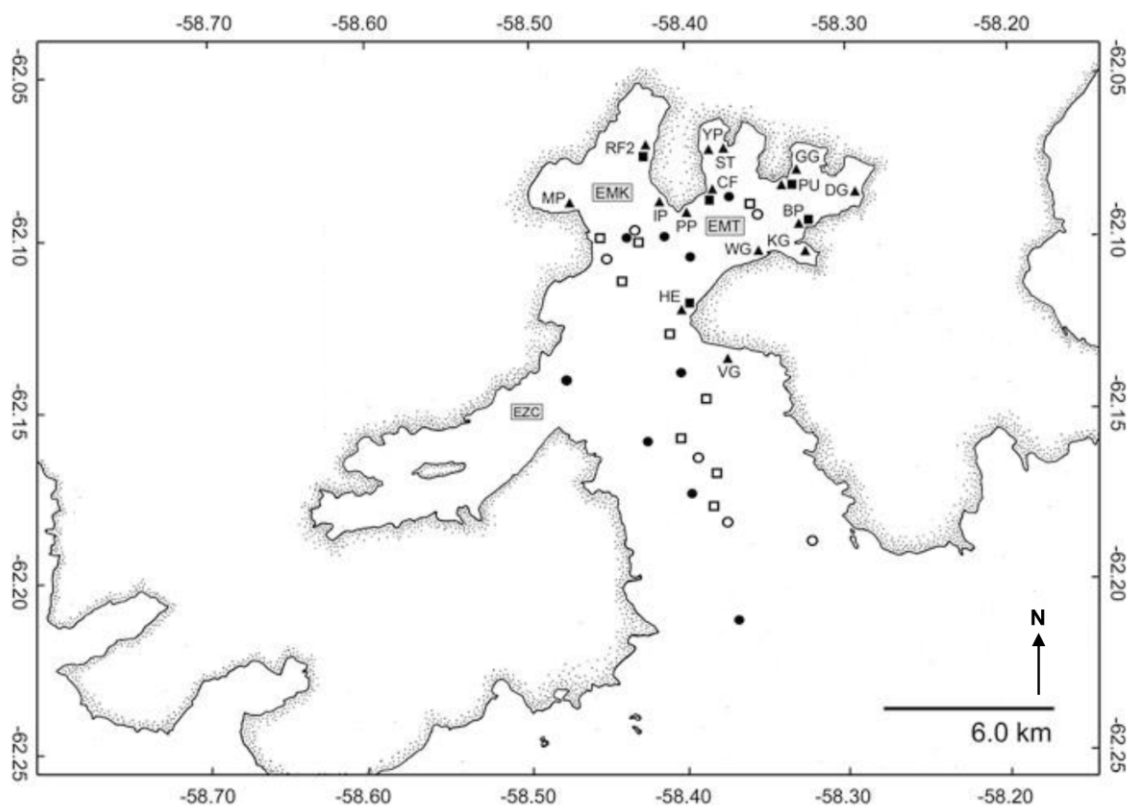 -58.70 -58.60 -58.50 -58.40 -58.30 -58.20
-62.05 -62.05
YP
RF2
ST
GG
CF
PU DG
MP EMK
IP
BP
PP EMT
-62.10 -62.10
WG KG
HE
VG
-62.15 EZC -62.15
-62.20 -62.20
N
6.0 km
-62.25 -62.25
-58.70 -58.60 -58.50 -58.40 -58.30 -58.20